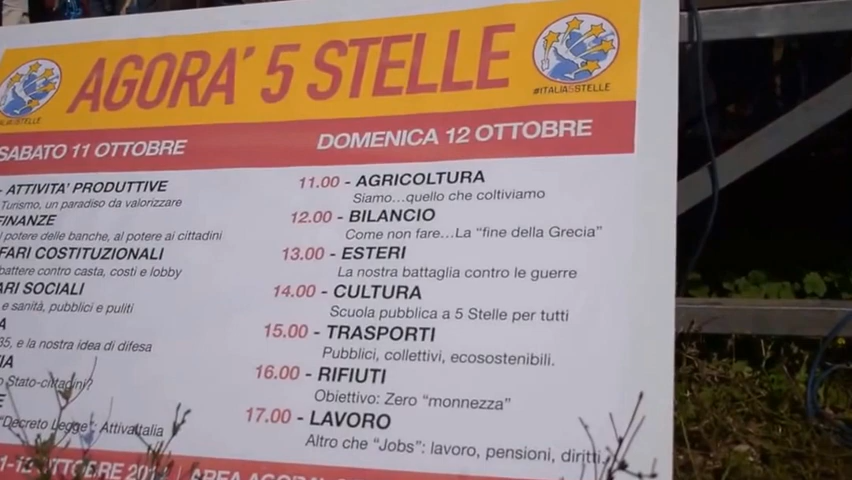 AGORA' 5 STELLE
#ITALIA5STELLE
SABATO 11 OTTOBRE
- ATTIVITA' PRODUTTIVE
Turismo, un paradiso da valorizzare
FINANZE
potere delle banche, al potere ai cittadini
FARI COSTITUZIONALI
battere contro casta, costi e lobby
ARI SOCIALI
e sanità, pubblici e puliti
35, e la nostra idea di difesa
Stato-cittadini?
"Decreto Legge": Attivaitalia
DOMENICA 12 OTTOBRE
11.00 - AGRICOLTURA
Siamo...quello che coltiviamo
12.00 - BILANCIO
Come non fare...La "fine della Grecia"
13.00 - ESTERI
La nostra battaglia contro le guerre
14.00 - CULTURA
Scuola pubblica a 5 Stelle per tutti
15.00 - TRASPORTI
Pubblici, collettivi, ecosostenibili.
16.00 - RIFIUTI
Obiettivo: Zero "monnezza"
17.00 - LAVORO
Altro che "Jobs": lavoro, pensioni, diritti
OTTOBRE